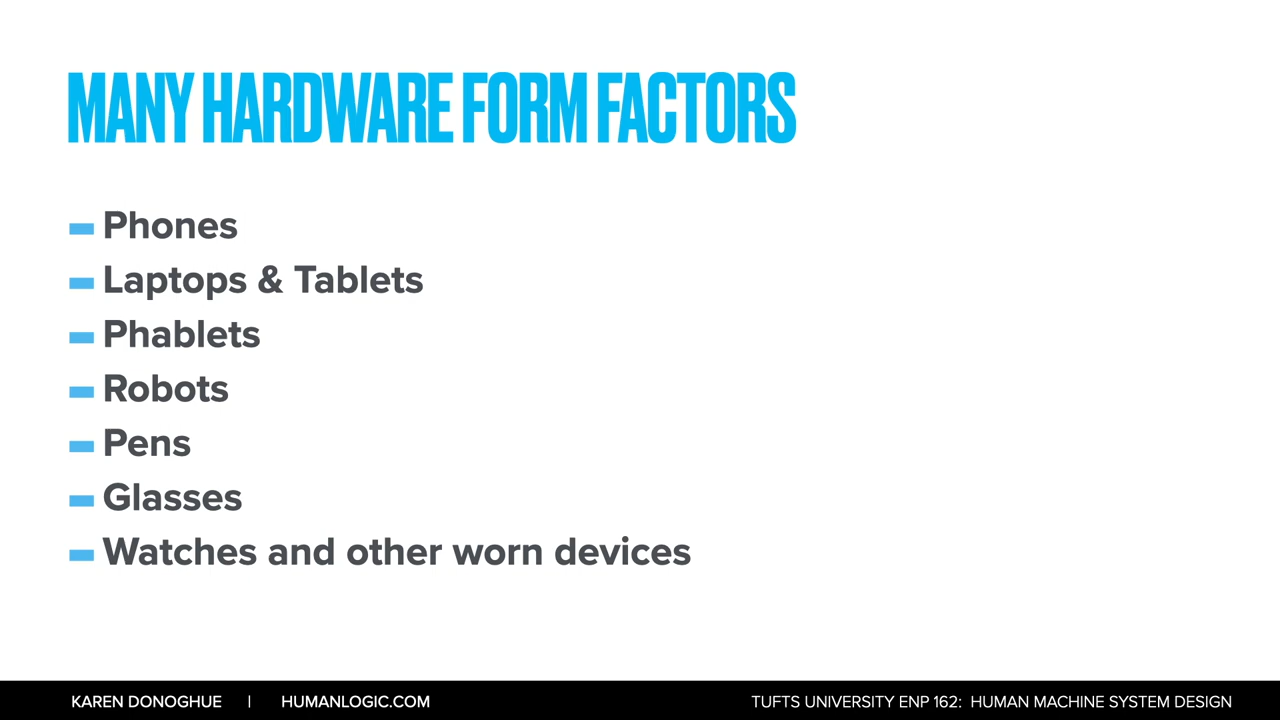 MANY HARDWARE FORM FACTORS
Phones
Laptops & Tablets
Phablets
Robots
Pens
Glasses
Watches and other worn devices
KAREN DONOGHUE | HUMANLOGIC.COM TUFTS UNIVERSITY ENP 162: HUMAN MACHINE SYSTEM DESIGN